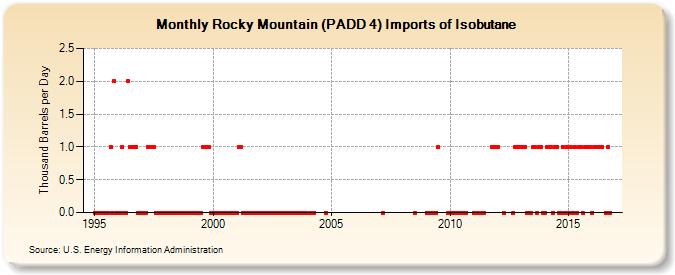 Monthly Rocky Mountain (PADD 4) Imports of Isobutane
Thousand Barrels per Day
2.5
2.0
1.5
1.0
0.5
0.0
1995 2000 2005 2010 2015
Source: U.S. Energy Information Administration